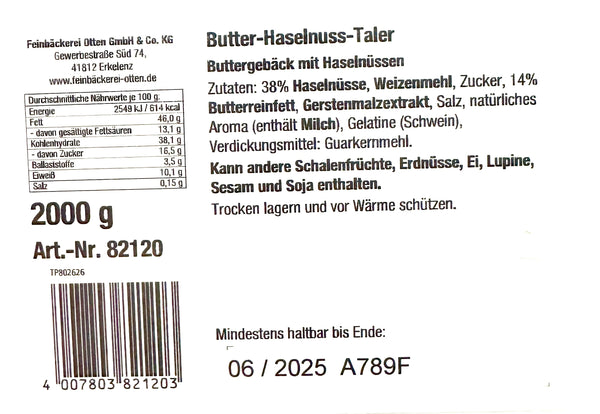 Feinbäckerei Otten GmbH & Co. KG
Gewerbestraße Süd 74,
41812 Erkelenz
www.feinbäckerei-otten.de
Durchschnittliche Nährwerte je 100 g:
Energie 2549 kJ / 614 kcal
Fett 46,0 g
- davon gesättigte Fettsäuren 13,1 g
Kohlenhydrate 38,1 g
- davon Zucker 16,5 g
Ballaststoffe 3,5 g
Eiweiß 10,1 g
Salz 0,15 g
2000 g
Art.-Nr. 82120
TP802626
4 007803 821203
Butter-Haselnuss-Taler
Buttergebäck mit Haselnüssen
Zutaten: 38% Haselnüsse, Weizenmehl, Zucker, 14%
Butterreinfett, Gerstenmalzextrakt, Salz, natürliches
Aroma (enthält Milch), Gelatine (Schwein),
Verdickungsmittel: Guarkernmehl.
Kann andere Schalenfrüchte, Erdnüsse, Ei, Lupine,
Sesam und Soja enthalten.
Trocken lagern und vor Wärme schützen.
Mindestens haltbar bis Ende:
06 / 2025 A789F